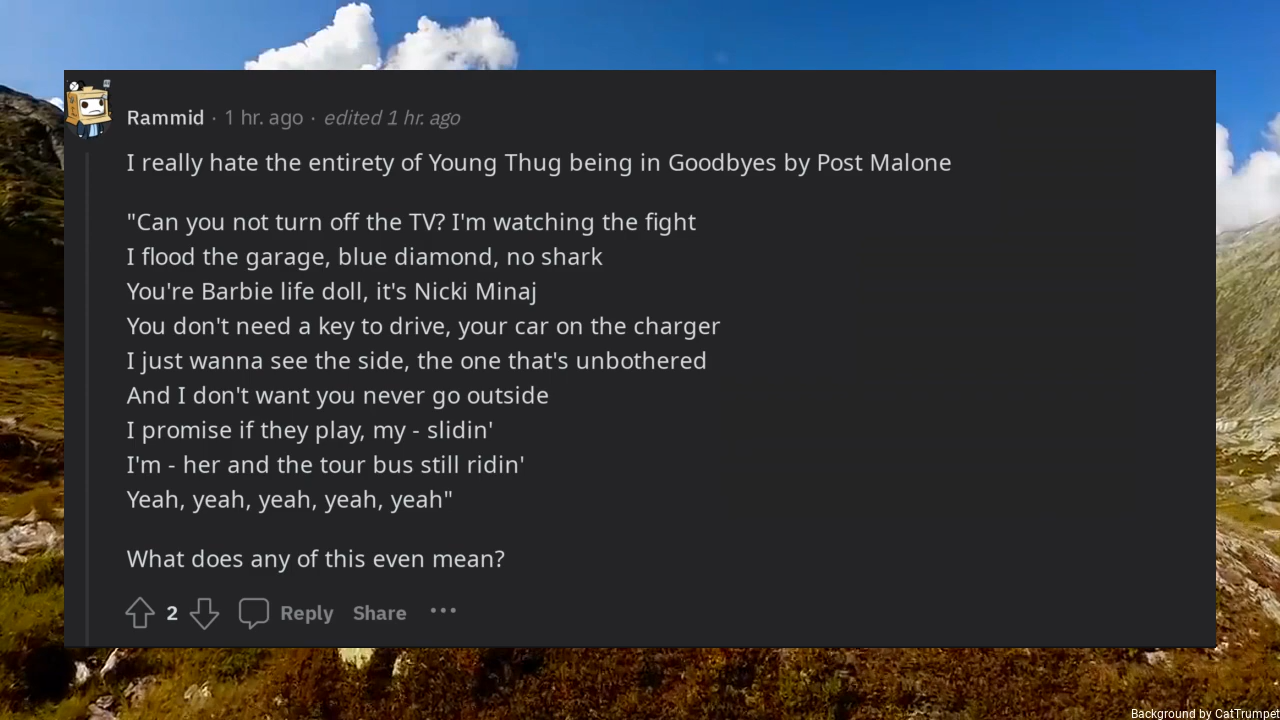 Rammid · 1 hr. ago · edited 1 hr. ago
I really hate the entirety of Young Thug being in Goodbyes by Post Malone
"Can you not turn off the TV? I'm watching the fight
I flood the garage, blue diamond, no shark
You're Barbie life doll, it's Nicki Minaj
You don't need a key to drive, your car on the charger
I just wanna see the side, the one that's unbothered
And I don't want you never go outside
I promise if they play, my - slidin'
I'm - her and the tour bus still ridin'
Yeah, yeah, yeah, yeah, yeah"
What does any of this even mean?
2 Reply Share ...
Background by CatTrumpet